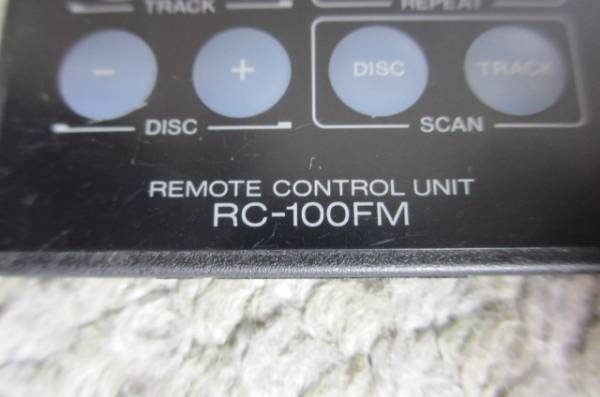 TRACK REPEAT
- + DISC TRACK
DISC SCAN
REMOTE CONTROL UNIT
RC-100FM